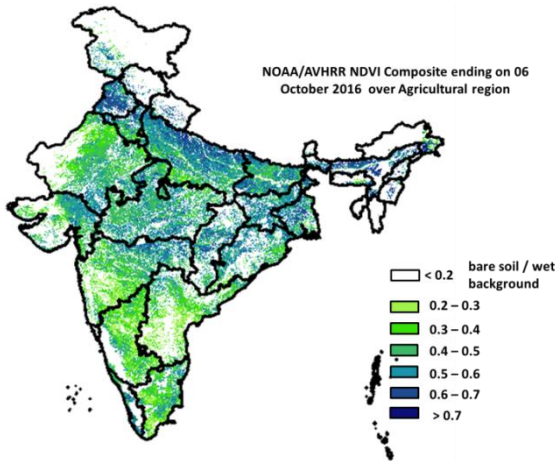 NOAA/AVHRR NDVI Composite ending on 06
October 2016 over Agricultural region
< 0.2 bare soil / wet
background
0.2 – 0.3
0.3 – 0.4
0.4 – 0.5
0.5 – 0.6
0.6 – 0.7
> 0.7